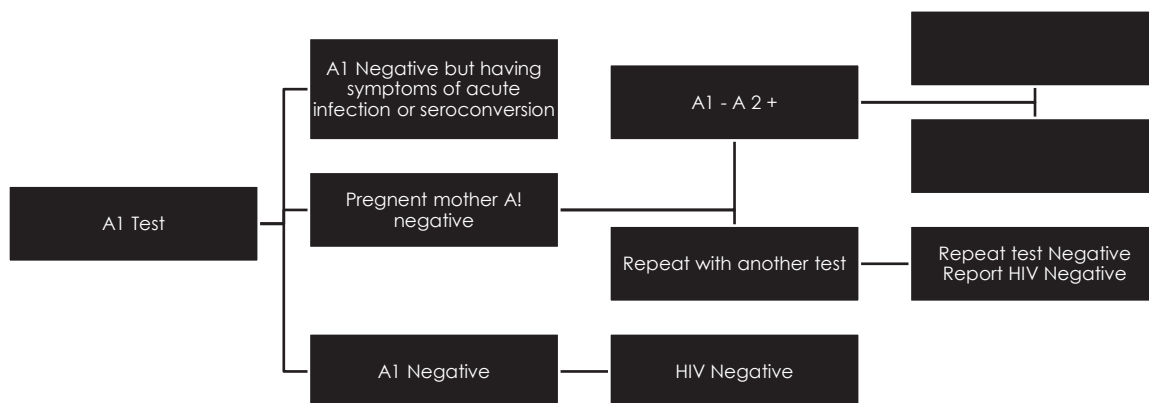 A1 Test
A1 Negative but having
symptoms of acute
infection or seroconversion
Pregnent mother A!
negative
A1 Negative
A1 - A 2 +
Repeat with another test
HIV Negative
Repeat test Negative
Report HIV Negative